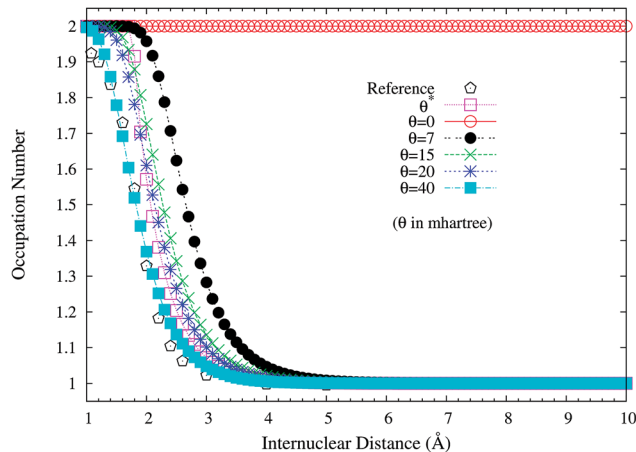 Occupation Number
2
1.9
1.8
1.7
1.6
1.5
1.4
1.3
1.2
1.1
1
Reference
θ*
θ=0
θ=7
θ=15
θ=20
θ=40
(θ in mhartree)
1 2 3 4 5 6 7 8 9 10
Internuclear Distance (Å)